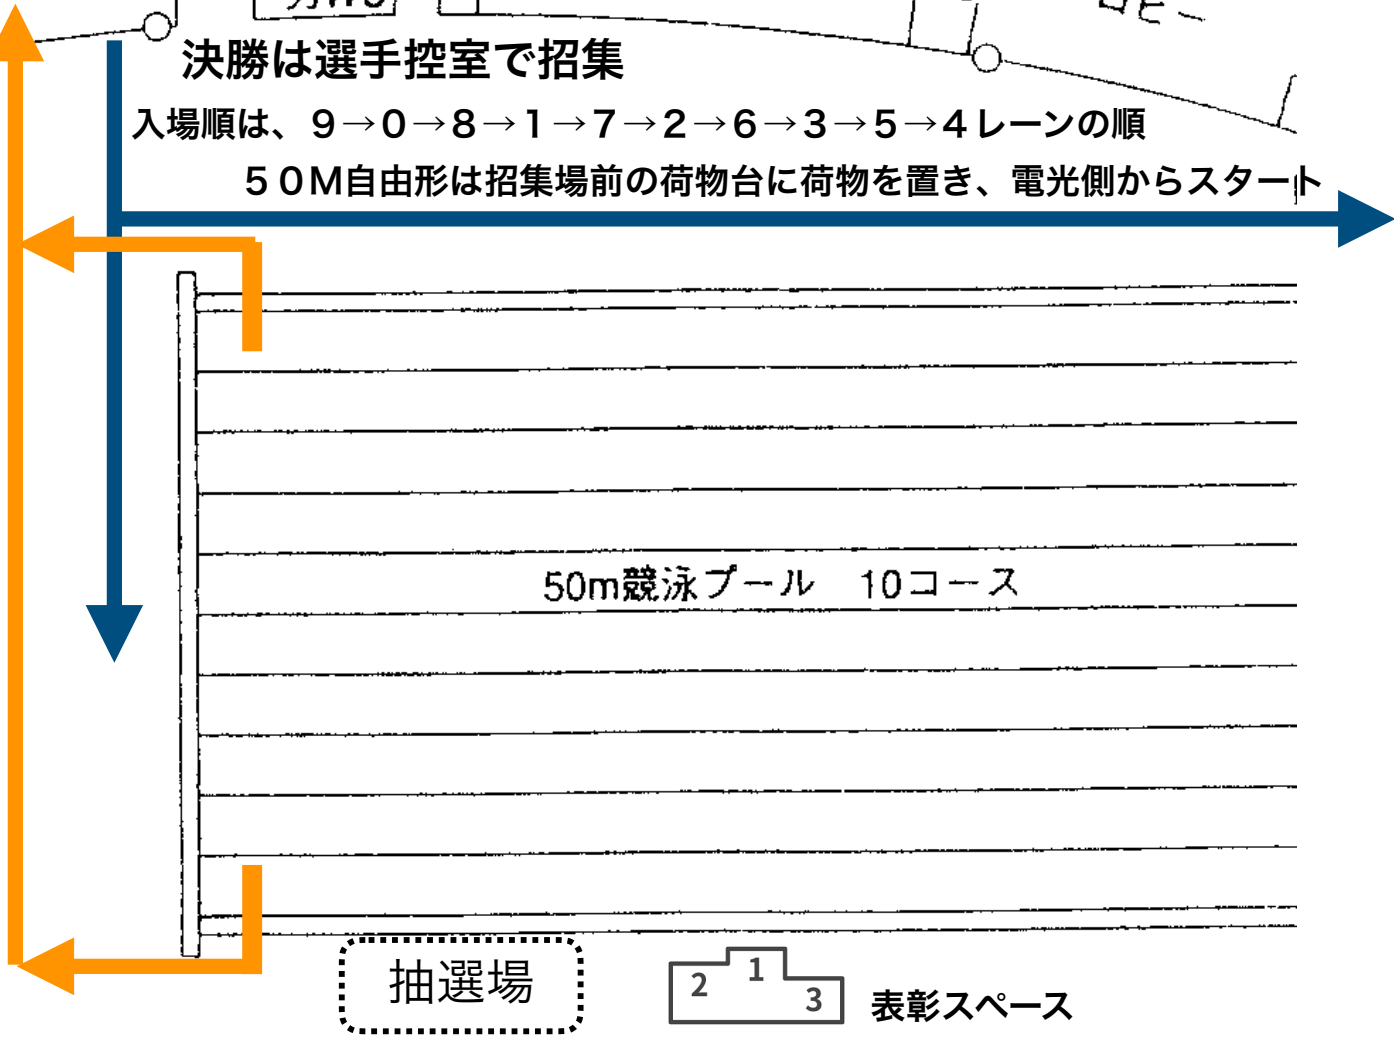 ロビー
決勝は選手控室で招集
入場順は、９→０→８→１→７→２→６→３→５→４レーンの順
５０M自由形は招集場前の荷物台に荷物を置き、電光側からスタート
50m競泳プール　10コース
抽選場
2 1 3
表彰スペース